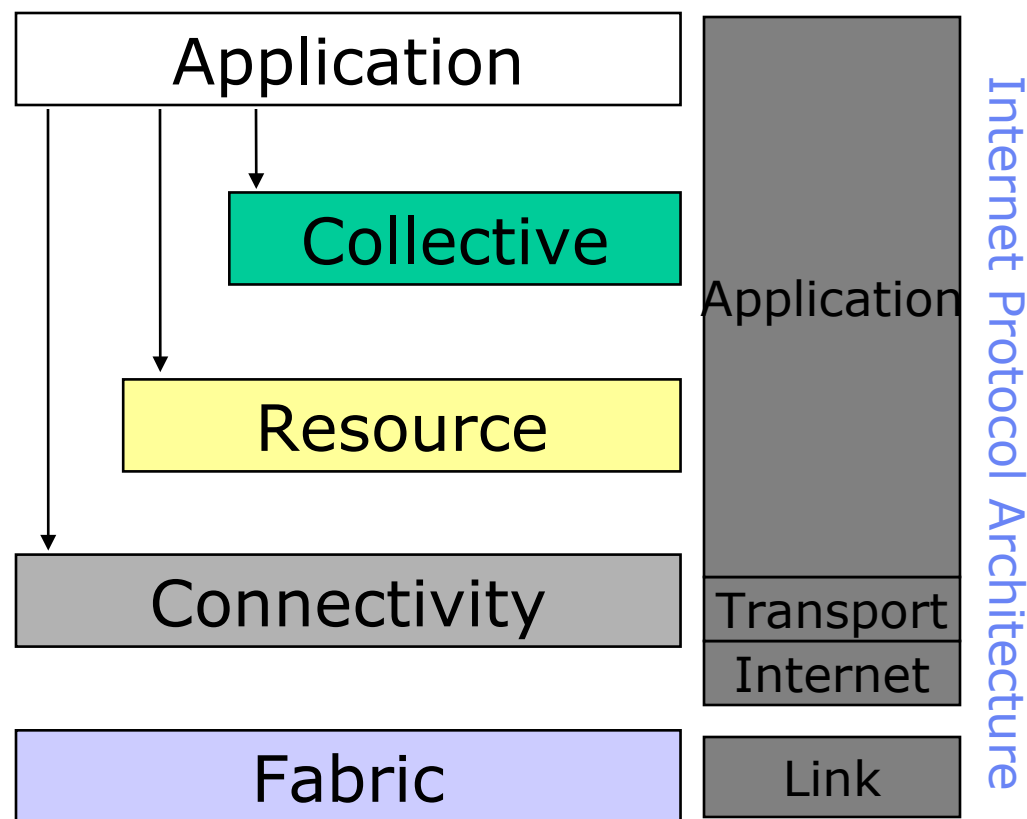 Application
Collective
Resource
Connectivity
Fabric
Application
Transport
Internet
Link
Internet Protocol Architecture